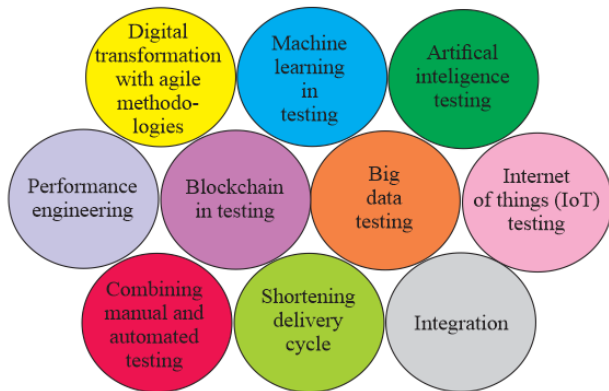 Digital
transformation
with agile
methodo-
logies
Machine
learning
in
testing
Artifical
inteligence
testing
Performance
engineering
Blockchain
in testing
Big
data
testing
Internet
of things (IoT)
testing
Combining
manual and
automated
testing
Shortening
delivery
cycle
Integration